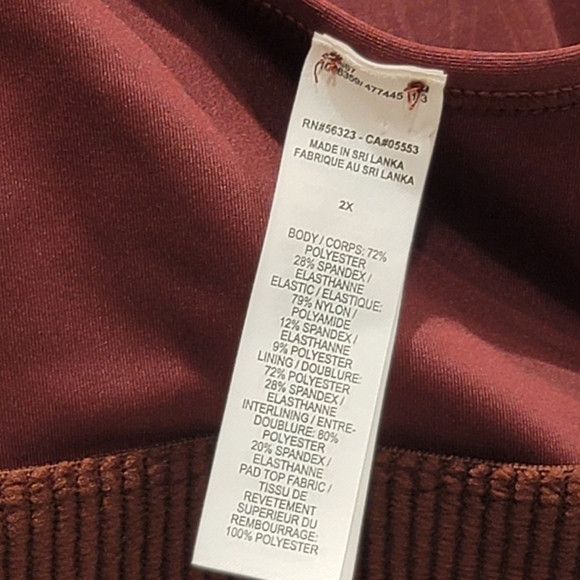 477445
RN#56323 - CA#05553
MADE IN SRI LANKA
FABRIQUE AU SRI LANKA
2X
BODY / CORPS: 72%
POLYESTER
28% SPANDEX /
ELASTHANNE
ELASTIC / ELASTIQUE:
79% NYLON /
POLYAMIDE
12% SPANDEX /
ELASTHANNE
9% POLYESTER
LINING / DOUBLURE:
72% POLYESTER
28% SPANDEX /
ELASTHANNE
INTERLINING / ENTRE-
DOUBLURE: 80%
POLYESTER
20% SPANDEX /
ELASTHANNE
PAD TOP FABRIC /
TISSU DE
REVETEMENT
SUPERIEUR DU
REMBOURRAGE:
100% POLYESTER